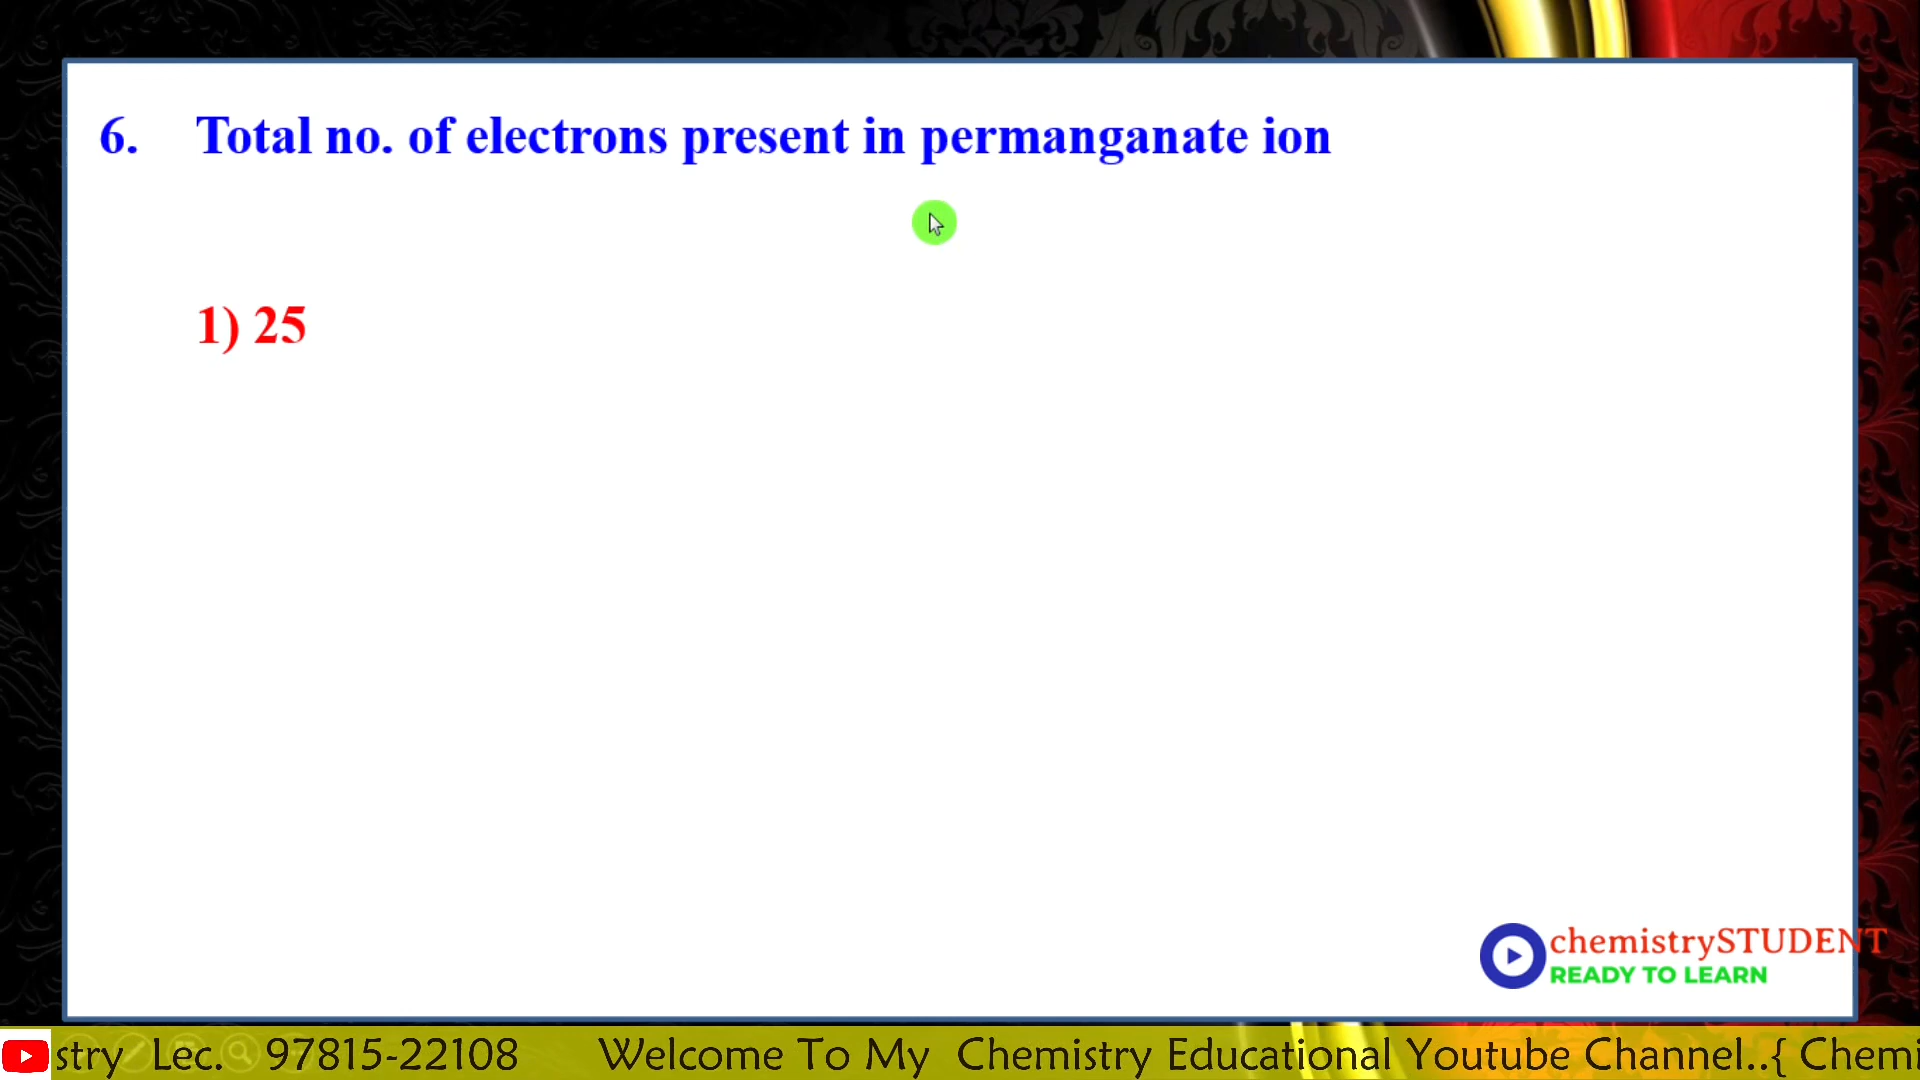 6. Total no. of electrons present in permanganate ion
1) 25
chemistrySTUDENT
READY TO LEARN
stry Lec. 97815-22108 Welcome To My Chemistry Educational Youtube Channel..{ Chemi